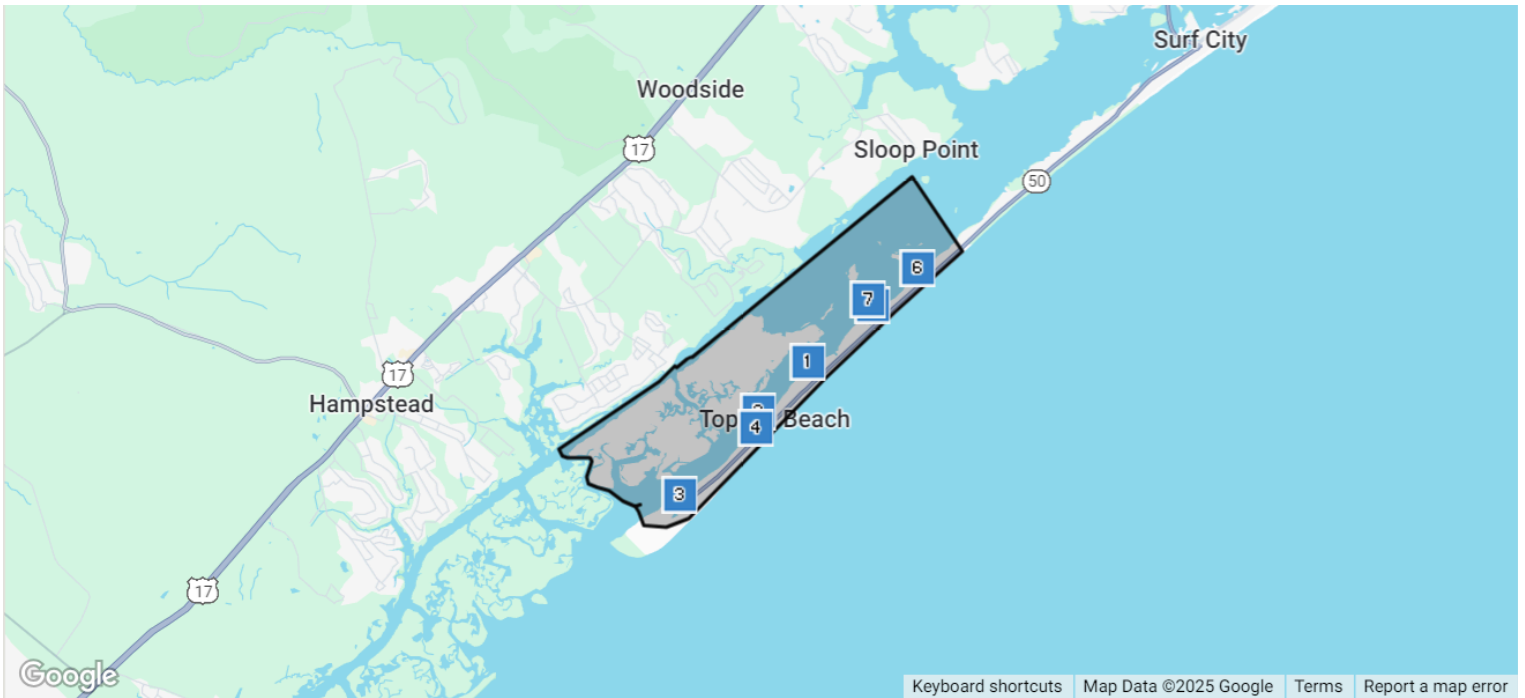 Surf City
Woodside
17
Sloop Point
50
6
7
1
17
Hampstead
4
Beach
3
17
Google
Keyboard shortcuts
Map Data ©2025 Google
Terms
Report a map error